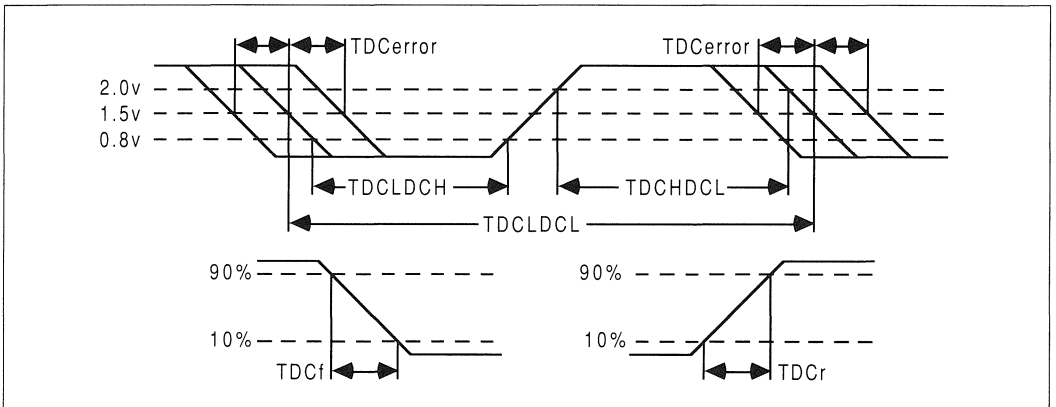 TDCerror TDCerror
2.0v
1.5v
0.8v
TDCLDCH TDCHDCL
TDCLDCL
90% 90%
10% 10%
TDCf TDCr